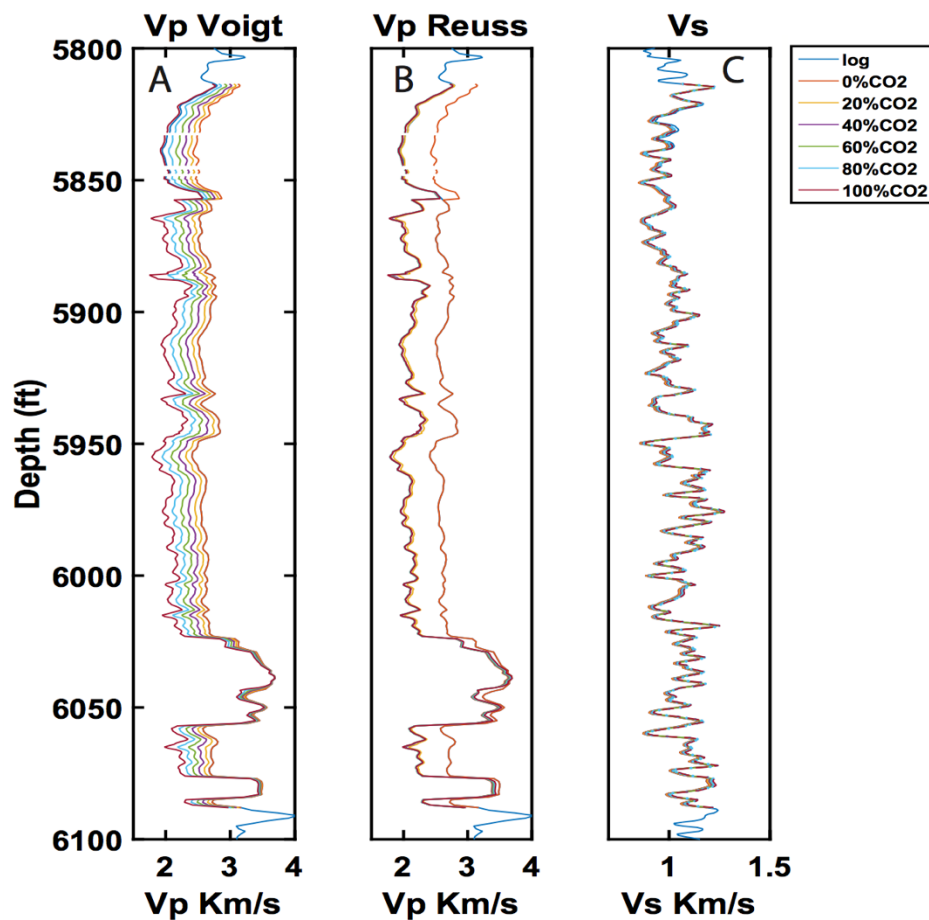 Vp Voigt
Vp Reuss
Vs
A
B
C
log
0%CO2
20%CO2
40%CO2
60%CO2
80%CO2
100%CO2
Depth (ft)
5800
5850
5900
5950
6000
6050
6100
2 3 4
2 3 4
1 1.5
Vp Km/s
Vp Km/s
Vs Km/s